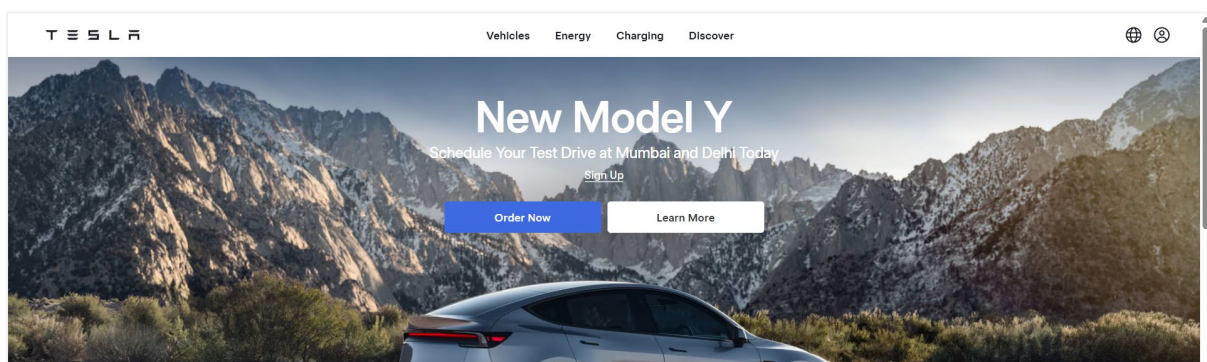 TESLA
Vehicles Energy Charging Discover
New Model Y
Schedule Your Test Drive at Mumbai and Delhi Today
Sign Up
Order Now Learn More